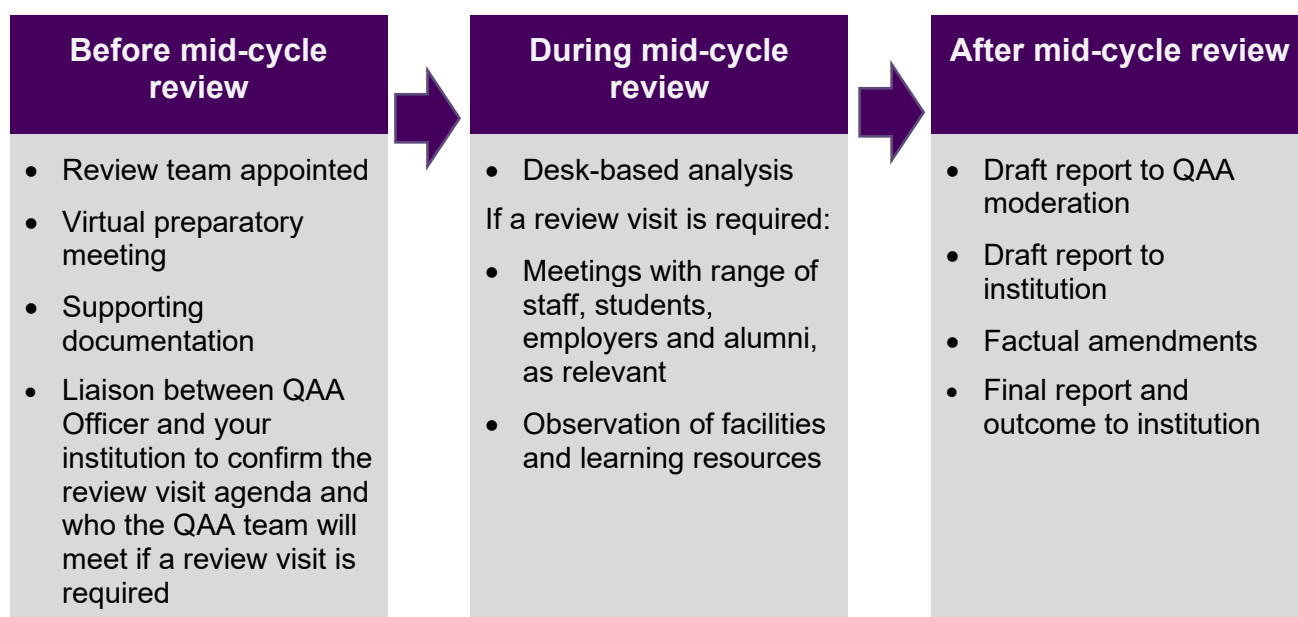 Before mid-cycle
review
• Review team appointed
• Virtual preparatory
meeting
• Supporting
documentation
• Liaison between QAA
Officer and your
institution to confirm the
review visit agenda and
who the QAA team will
meet if a review visit is
required
During mid-cycle
review
• Desk-based analysis
If a review visit is required:
• Meetings with range of
staff, students,
employers and alumni,
as relevant
• Observation of facilities
and learning resources
After mid-cycle review
• Draft report to QAA
moderation
• Draft report to
institution
• Factual amendments
• Final report and
outcome to institution